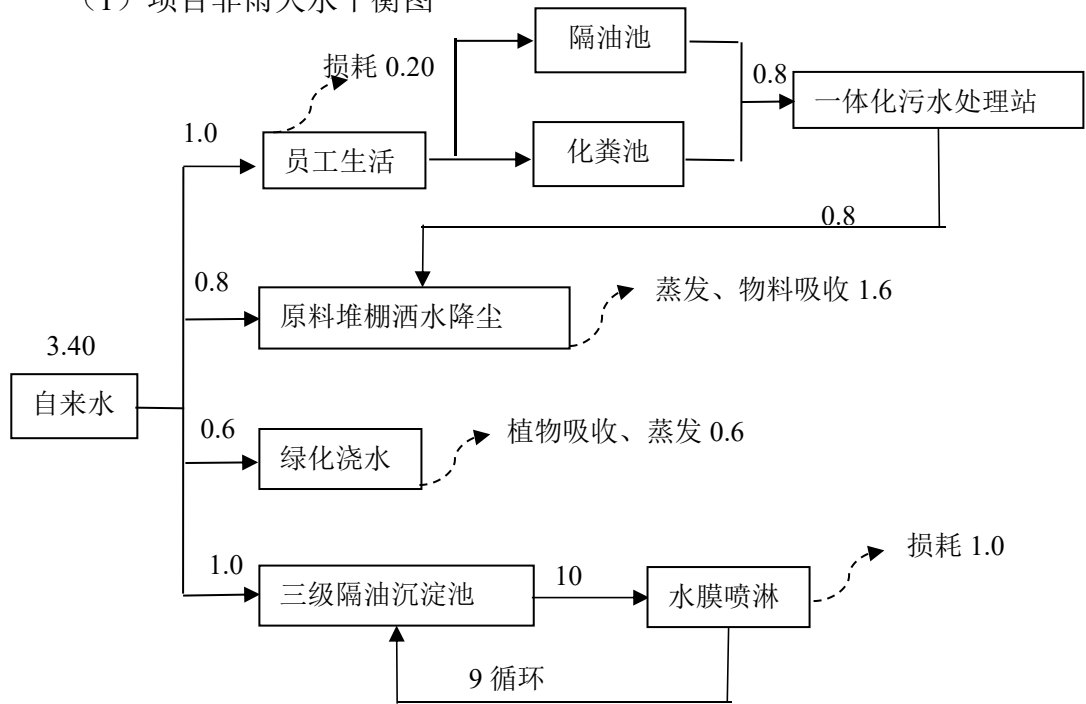 （1）项目非雨天水平衡图
隔油池
损耗 0.20
0.8
一体化污水处理站
1.0
员工生活
化粪池
0.8
0.8
蒸发、物料吸收 1.6
原料堆棚洒水降尘
3.40
自来水
0.6
植物吸收、蒸发 0.6
绿化浇水
损耗 1.0
1.0
三级隔油沉淀池
10
水膜喷淋
9 循环